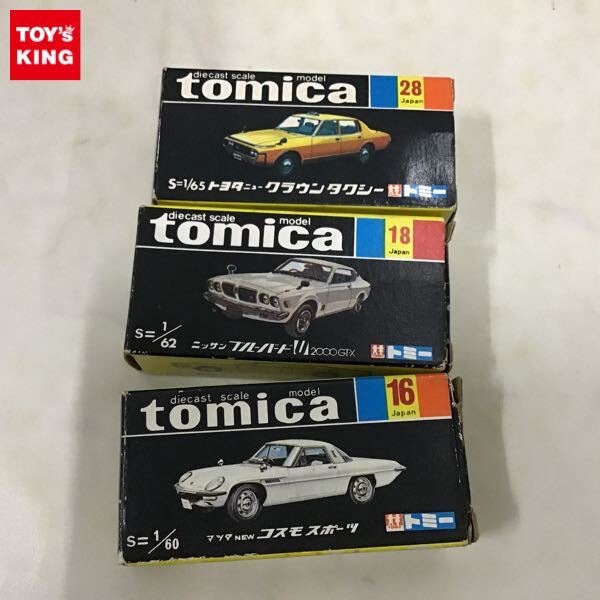 TOY's
KING
diecast scale model
tomica
28
Japan
S=1/65 トヨタニュークラウンタクシー
トミー
diecast scale model
tomica
18
Japan
S=1/62
ニッサン ブルーバードU 2000GTX
トミー
diecast scale model
tomica
16
Japan
S=1/60
マツダ NEW コスモスポーツ
トミー